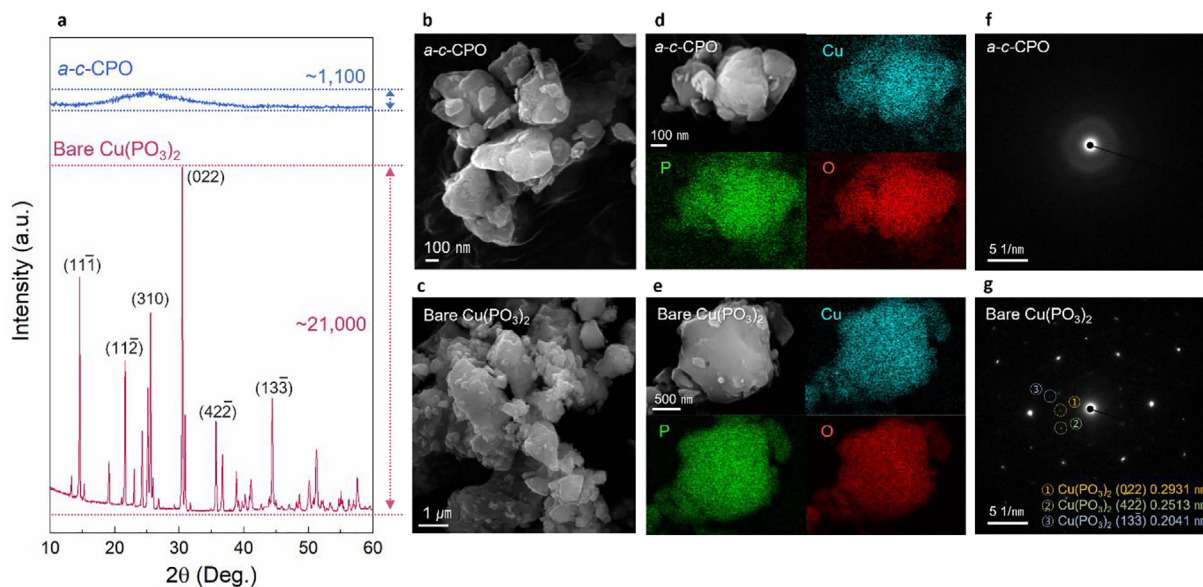 a
a-c-CPO
~1,100
Bare Cu(PO₃)₂
(022)
(111̅)
(310)
(112̅)
~21,000
(133̅)
(422̅)
Intensity (a.u.)
10 20 30 40 50 60
2θ (Deg.)
b
a-c-CPO
100 nm
c
Bare Cu(PO₃)₂
1 μm
d
a-c-CPO
Cu
100 nm
P
O
e
Bare Cu(PO₃)₂
Cu
500 nm
P
O
f
a-c-CPO
5 1/nm
g
Bare Cu(PO₃)₂
③
①
②
① Cu(PO₃)₂ (022) 0.2931 nm
② Cu(PO₃)₂ (422̅) 0.2513 nm
③ Cu(PO₃)₂ (133̅) 0.2041 nm
5 1/nm